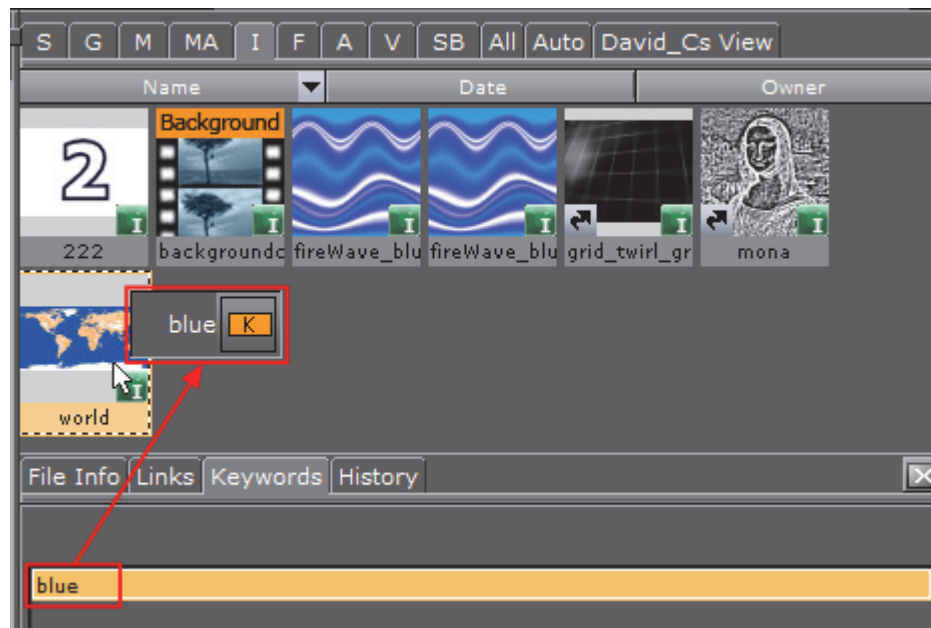 S G M MA I F A V SB All Auto David_Cs View
Name Date Owner
2 Background
I I I I I I
222 backgroundc fireWave_blu fireWave_blu grid_twirl_gr mona
blue K
I
world
File Info Links Keywords History
blue